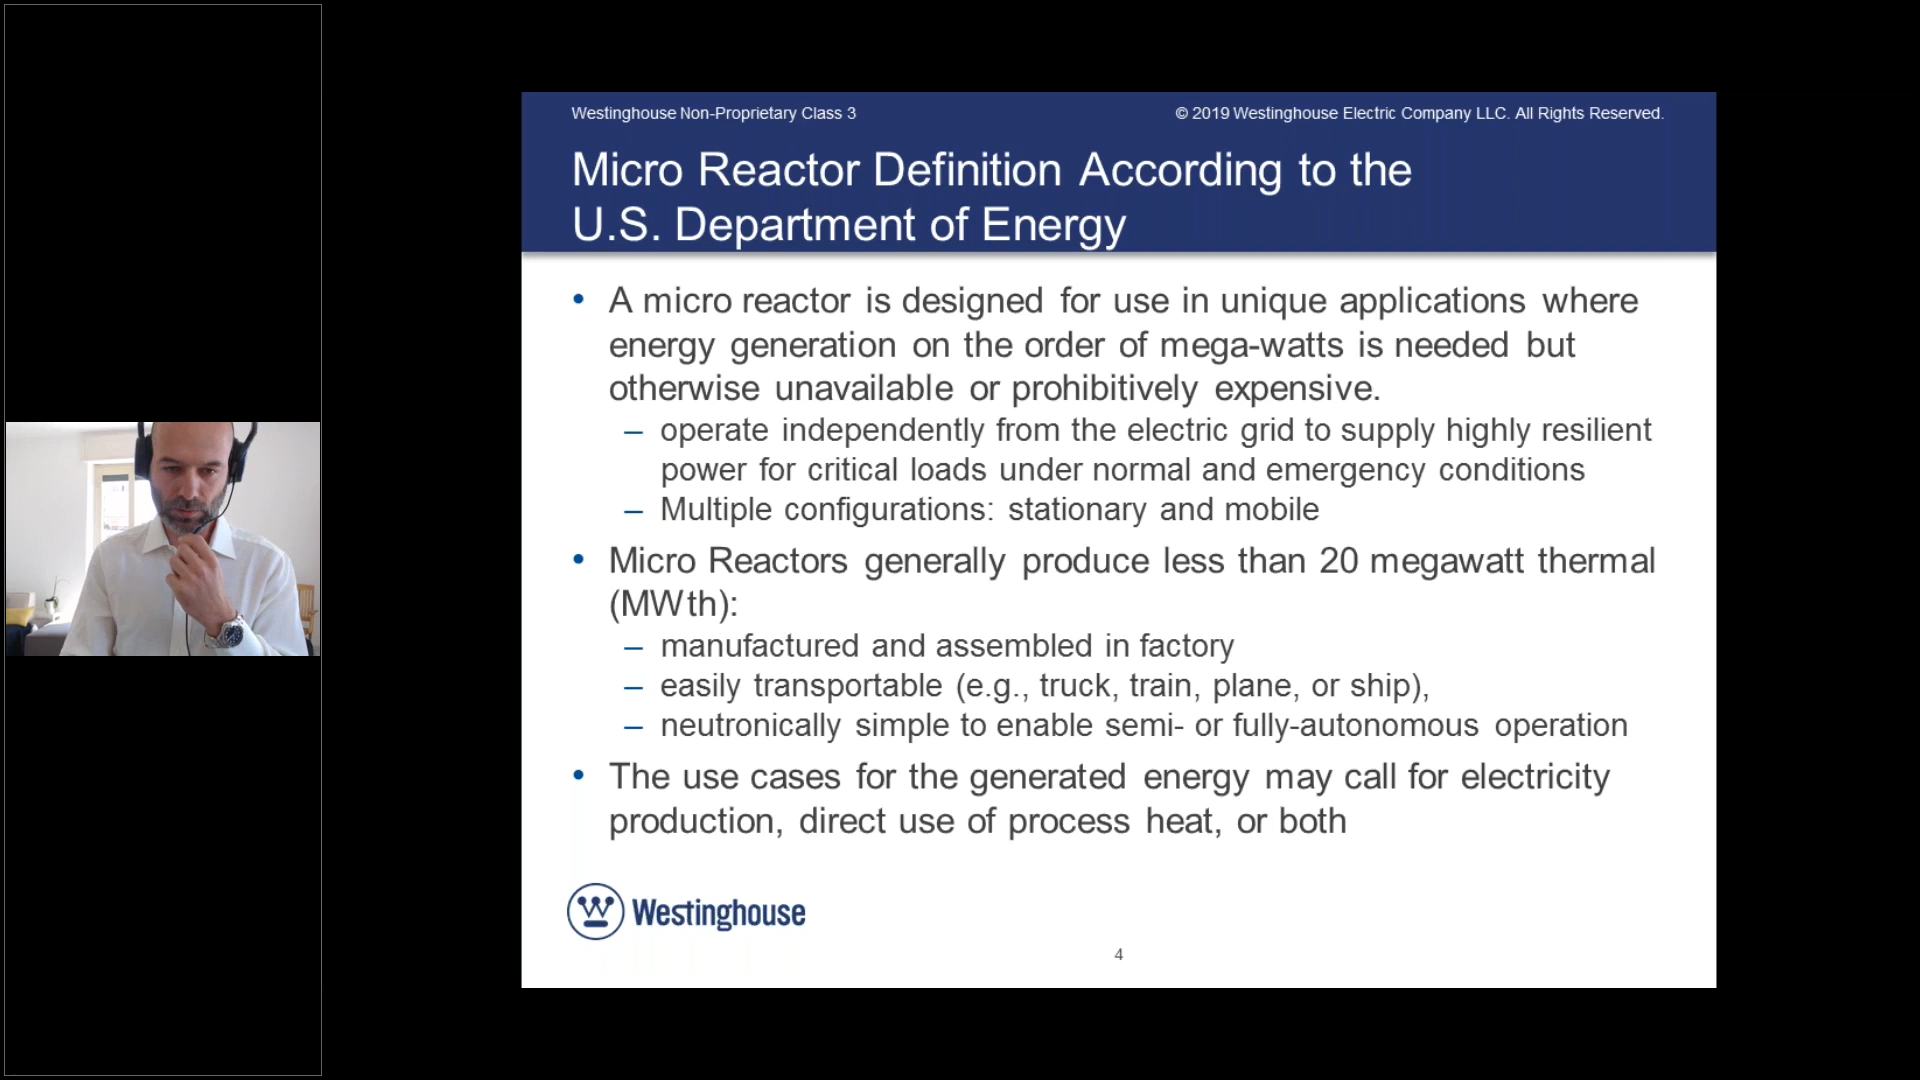 Westinghouse Non-Proprietary Class 3
© 2019 Westinghouse Electric Company LLC. All Rights Reserved.
Micro Reactor Definition According to the
U.S. Department of Energy
• A micro reactor is designed for use in unique applications where
energy generation on the order of mega-watts is needed but
otherwise unavailable or prohibitively expensive.
– operate independently from the electric grid to supply highly resilient
power for critical loads under normal and emergency conditions
– Multiple configurations: stationary and mobile
• Micro Reactors generally produce less than 20 megawatt thermal
(MWth):
– manufactured and assembled in factory
– easily transportable (e.g., truck, train, plane, or ship),
– neutronically simple to enable semi- or fully-autonomous operation
• The use cases for the generated energy may call for electricity
production, direct use of process heat, or both
Westinghouse
4